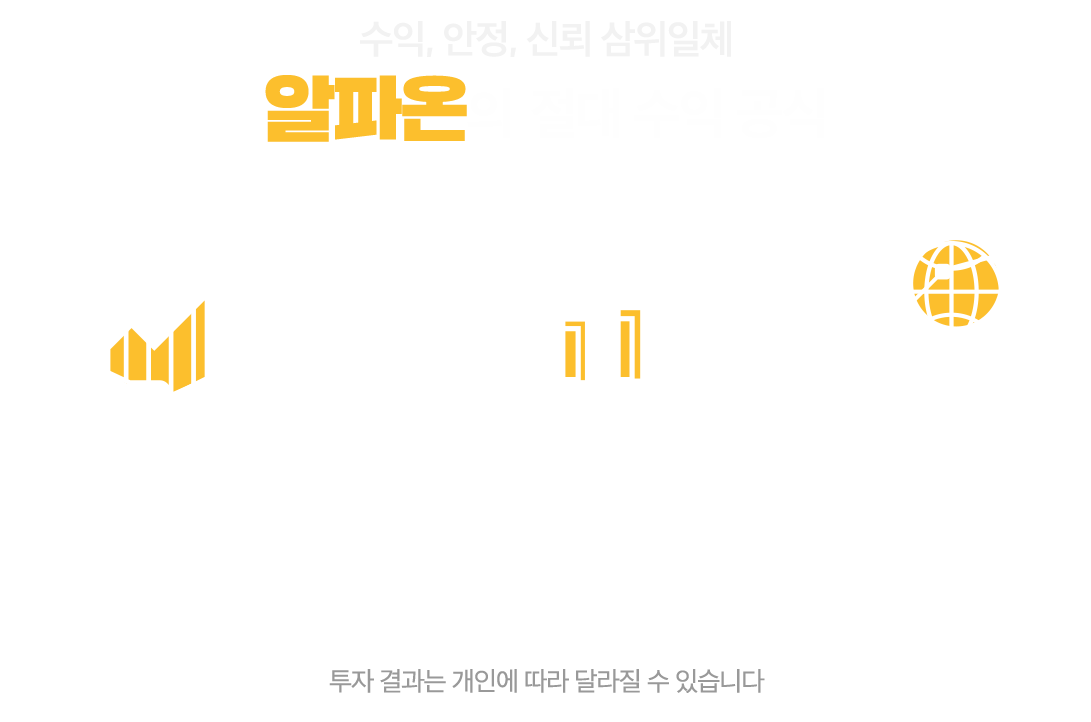 수익, 안정, 신뢰 삼위일체
알파온의 절대 수익 공식
투자 결과는 개인에 따라 달라질 수 있습니다